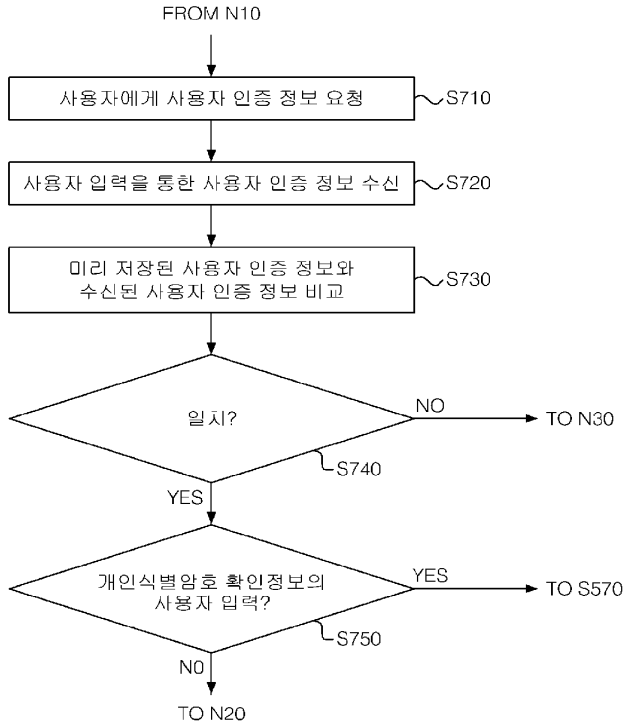 FROM N10
사용자에게 사용자 인증 정보 요청
S710
사용자 입력을 통한 사용자 인증 정보 수신
S720
미리 저장된 사용자 인증 정보와
수신된 사용자 인증 정보 비교
S730
일치?
NO
TO N30
S740
YES
개인식별암호 확인정보의
사용자 입력?
YES
TO S570
S750
N0
TO N20